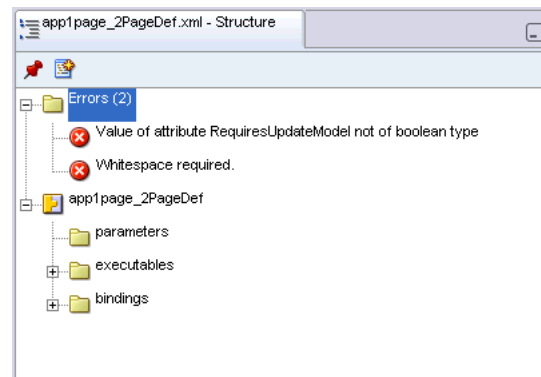 app1page_2PageDef.xml - Structure
Errors (2)
Value of attribute RequiresUpdateModel not of boolean type
Whitespace required.
app1page_2PageDef
parameters
executables
bindings